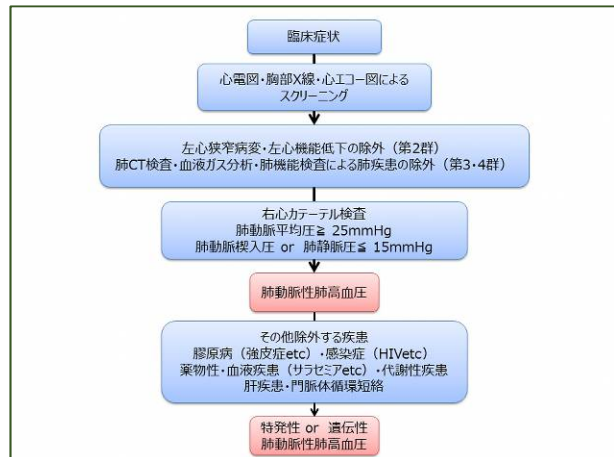 臨床症状
心電図・胸部X線・心エコー図による
スクリーニング
左心狭窄病変・左心機能低下の除外（第2群）
肺CT検査・血液ガス分析・肺機能検査による肺疾患の除外（第3・4群）
右心カテーテル検査
肺動脈平均圧≧ 25mmHg
肺動脈楔入圧 or 肺静脈圧≦ 15mmHg
肺動脈性肺高血圧
その他除外する疾患
膠原病（強皮症etc）・感染症（HIVetc）
薬物性・血液疾患（サラセミアetc）・代謝性疾患
肝疾患・門脈体循環短絡
特発性 or 遺伝性
肺動脈性肺高血圧